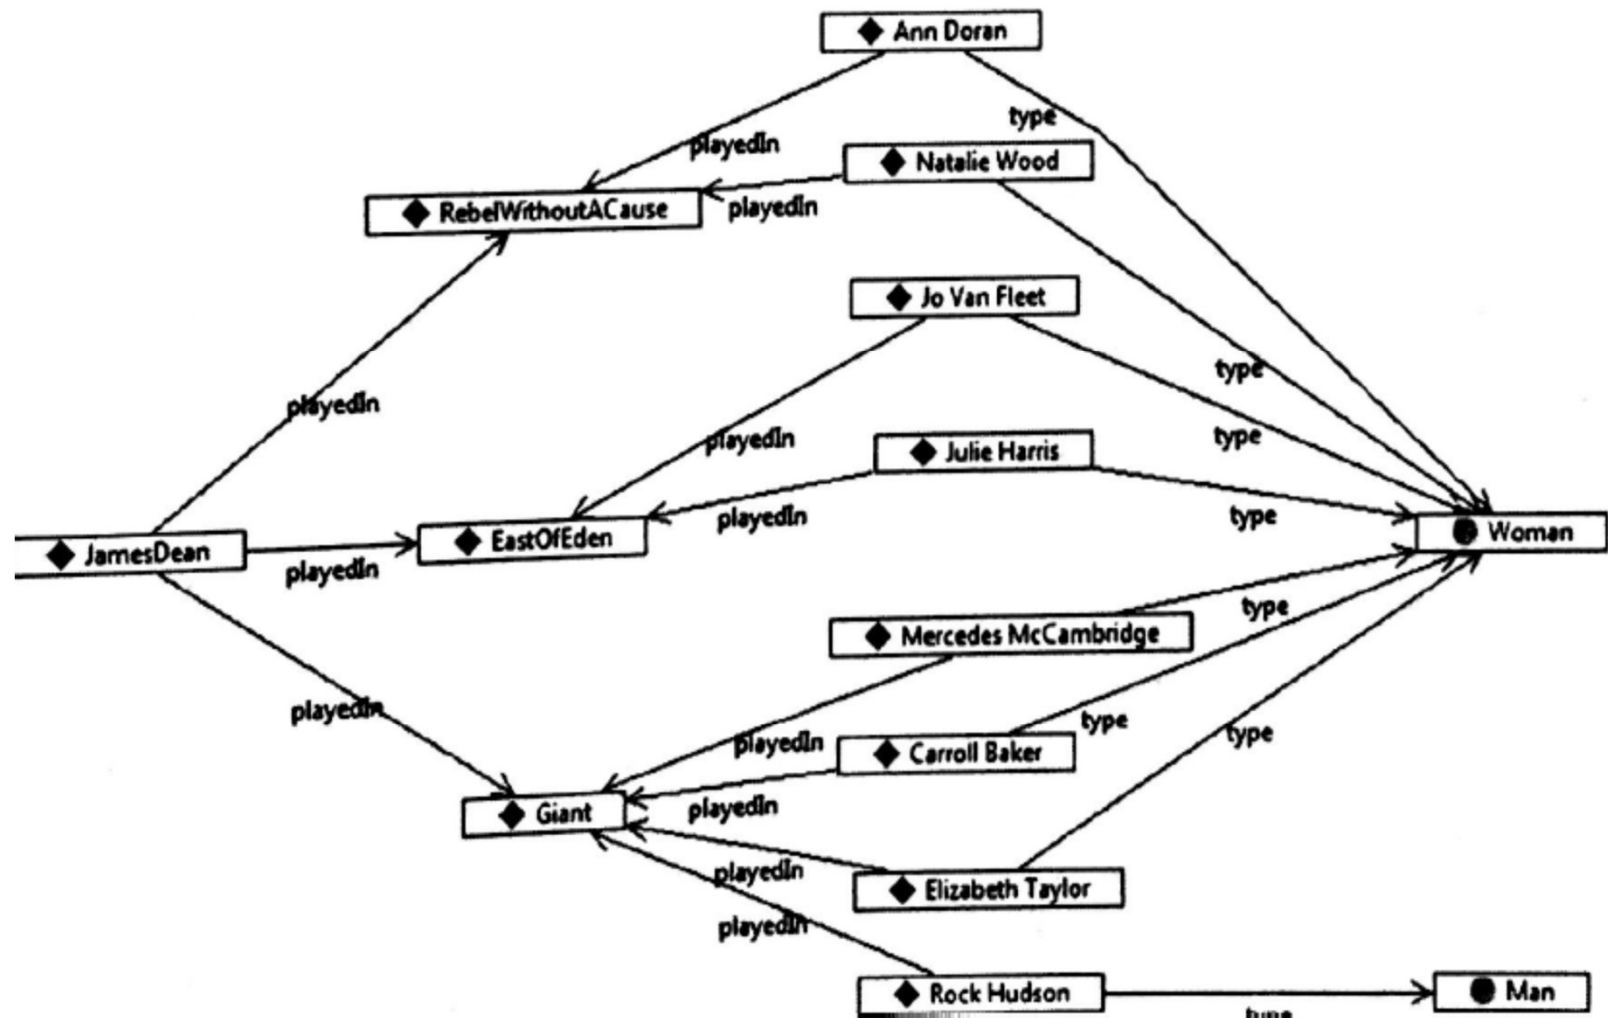 Ann Doran
type
playedIn
Natalie Wood
RebelWithoutACause
playedIn
Jo Van Fleet
type
playedIn
type
playedIn
Julie Harris
playedIn
type
JamesDean
playedIn
EastOfEden
Woman
type
Mercedes McCambridge
playedIn
type
type
playedIn
Carroll Baker
playedIn
Giant
playedIn
Elizabeth Taylor
playedIn
Rock Hudson
Man
type